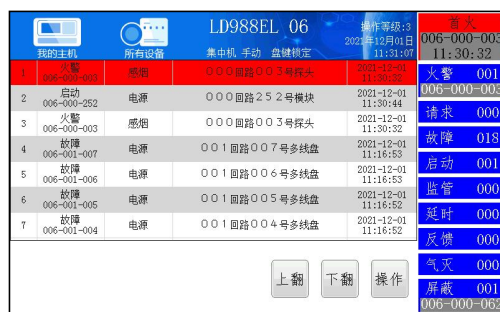 LD988EL 06
操作等级:3
2021年12月01日
11:31:07
我的主机
所有设备
集中机 手动 盘键锁定
首火
006-000-003
11:30:32
1 火警 006-000-003 感烟 000回路003号探头 2021-12-01 11:30:32
2 启动 006-000-252 电源 000回路252号模块 2021-12-01 11:30:44
3 火警 006-000-003 感烟 000回路003号探头 2021-12-01 11:30:32
4 故障 006-001-007 电源 001回路007号多线盘 2021-12-01 11:16:53
5 故障 006-001-006 电源 001回路006号多线盘 2021-12-01 11:16:53
6 故障 006-001-005 电源 001回路005号多线盘 2021-12-01 11:16:52
7 故障 006-001-004 电源 001回路004号多线盘 2021-12-01 11:16:52
火警 001
006-000-003
请求 000
故障 018
启动 001
监管 000
延时 000
反馈 000
气灭 000
屏蔽 001
006-000-062
上翻 下翻 操作